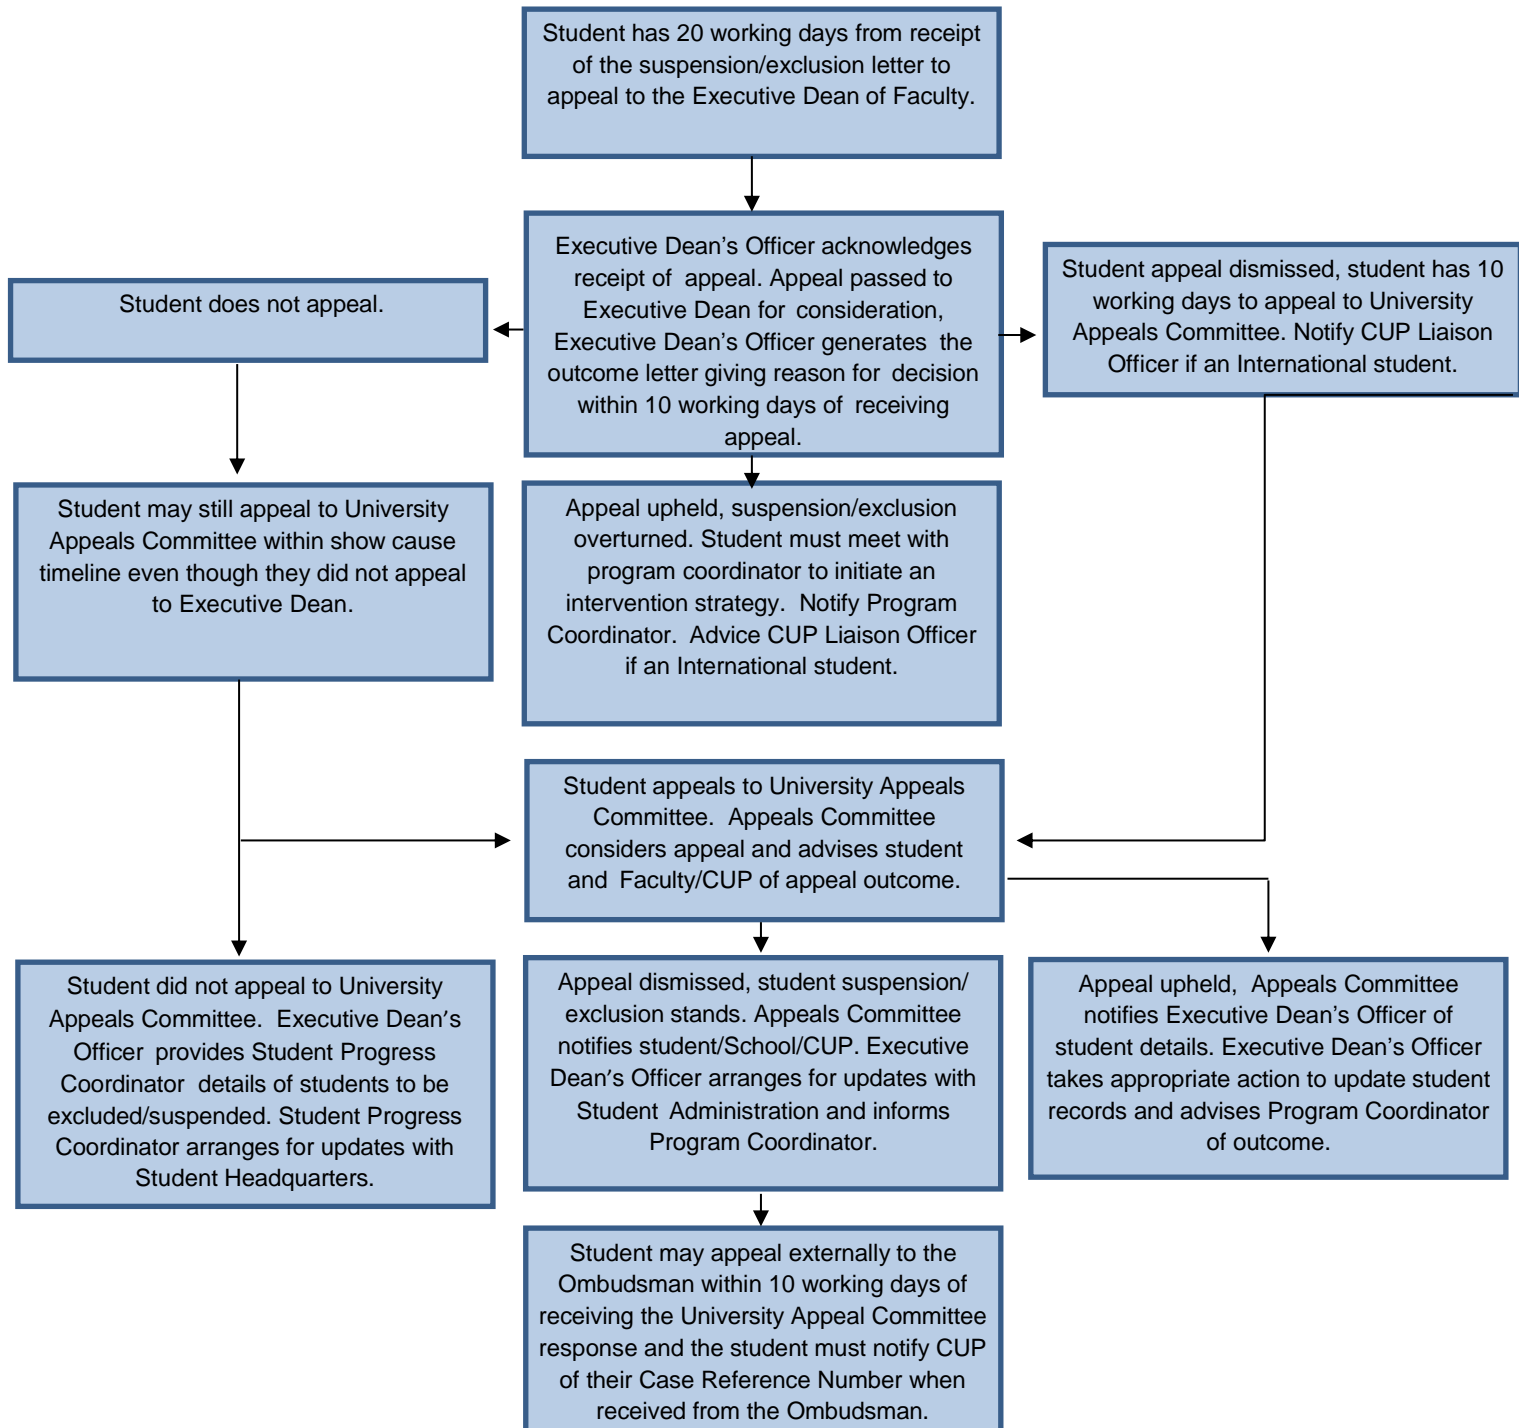 Student has 20 working days from receipt
of the suspension/exclusion letter to
appeal to the Executive Dean of Faculty.
Executive Dean’s Officer acknowledges
receipt of appeal. Appeal passed to
Executive Dean for consideration,
Executive Dean’s Officer generates the
outcome letter giving reason for decision
within 10 working days of receiving
appeal.
Student does not appeal.
Student appeal dismissed, student has 10
working days to appeal to University
Appeals Committee. Notify CUP Liaison
Officer if an International student.
Student may still appeal to University
Appeals Committee within show cause
timeline even though they did not appeal
to Executive Dean.
Appeal upheld, suspension/exclusion
overturned. Student must meet with
program coordinator to initiate an
intervention strategy. Notify Program
Coordinator. Advice CUP Liaison Officer
if an International student.
Student appeals to University Appeals
Committee. Appeals Committee
considers appeal and advises student
and Faculty/CUP of appeal outcome.
Student did not appeal to University
Appeals Committee. Executive Dean’s
Officer provides Student Progress
Coordinator details of students to be
excluded/suspended. Student Progress
Coordinator arranges for updates with
Student Headquarters.
Appeal dismissed, student suspension/
exclusion stands. Appeals Committee
notifies student/School/CUP. Executive
Dean’s Officer arranges for updates with
Student Administration and informs
Program Coordinator.
Appeal upheld, Appeals Committee
notifies Executive Dean’s Officer of
student details. Executive Dean’s Officer
takes appropriate action to update student
records and advises Program Coordinator
of outcome.
Student may appeal externally to the
Ombudsman within 10 working days of
receiving the University Appeal Committee
response and the student must notify CUP
of their Case Reference Number when
received from the Ombudsman.